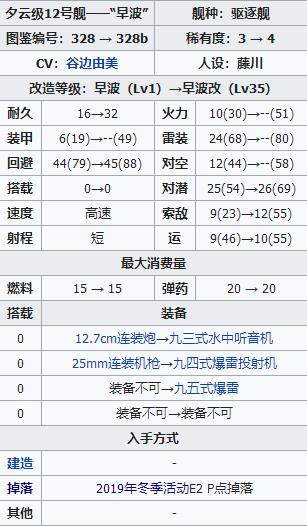 夕云级12号舰——“早波” 舰种：驱逐舰
图鉴编号：328 → 328b 稀有度：3 → 4
CV：谷边由美 人设：藤川
改造等级：早波（Lv1）→早波改（Lv35）
耐久 16→32 火力 10(30)→--(51)
装甲 6(19)→--(49) 雷装 24(68)→--(80)
回避 44(79)→45(88) 对空 12(44)→--(58)
搭载 0→0 对潜 25(54)→26(69)
速度 高速 索敌 9(23)→12(55)
射程 短 运 9(46)→10(55)
最大消费量
燃料 15 → 15 弹药 20 → 20
搭载 装备
0 12.7cm连装炮→九三式水中听音机
0 25mm连装机枪→九四式爆雷投射机
0 装备不可→九五式爆雷
0 装备不可→装备不可
入手方式
建造 -
掉落 2019年冬季活动E2 P点掉落
其他 -